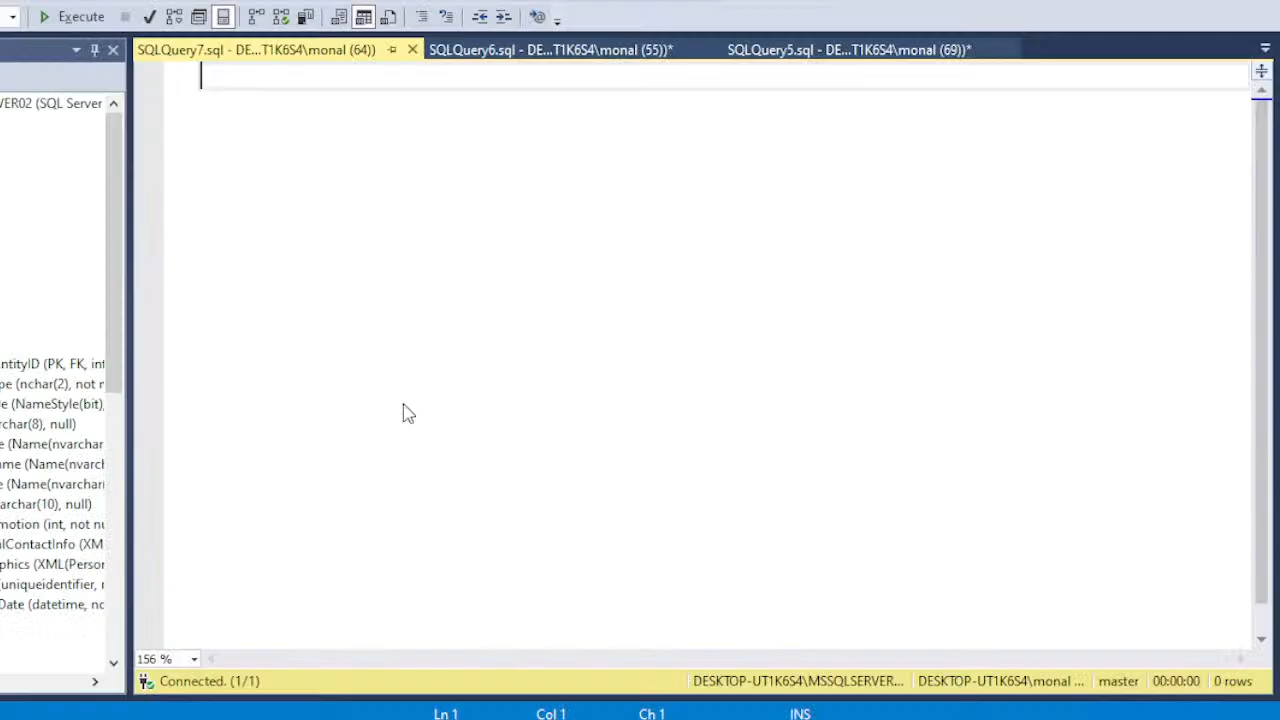 Execute
SQLQuery7.sql - DE...T1K6S4\monal (64))
SQLQuery6.sql - DE...T1K6S4\monal (55))*
SQLQuery5.sql - DE...T1K6S4\monal (69))*
VER02 (SQL Server
ntityID (PK, FK, int
pe (nchar(2), not n
e (NameStyle(bit),
rchar(8), null)
e (Name(nvarchar
ame (Name(nvarch
e (Name(nvarchar(
archar(10), null)
motion (int, not nu
alContactInfo (XM
phics (XML(Person
(uniqueidentifier, n
Date (datetime, no
156 %
Connected. (1/1)
DESKTOP-UT1K6S4\MSSQLSERVER...
DESKTOP-UT1K6S4\monal ...
master
00:00:00
0 rows
Ln 1
Col 1
Ch 1
INS